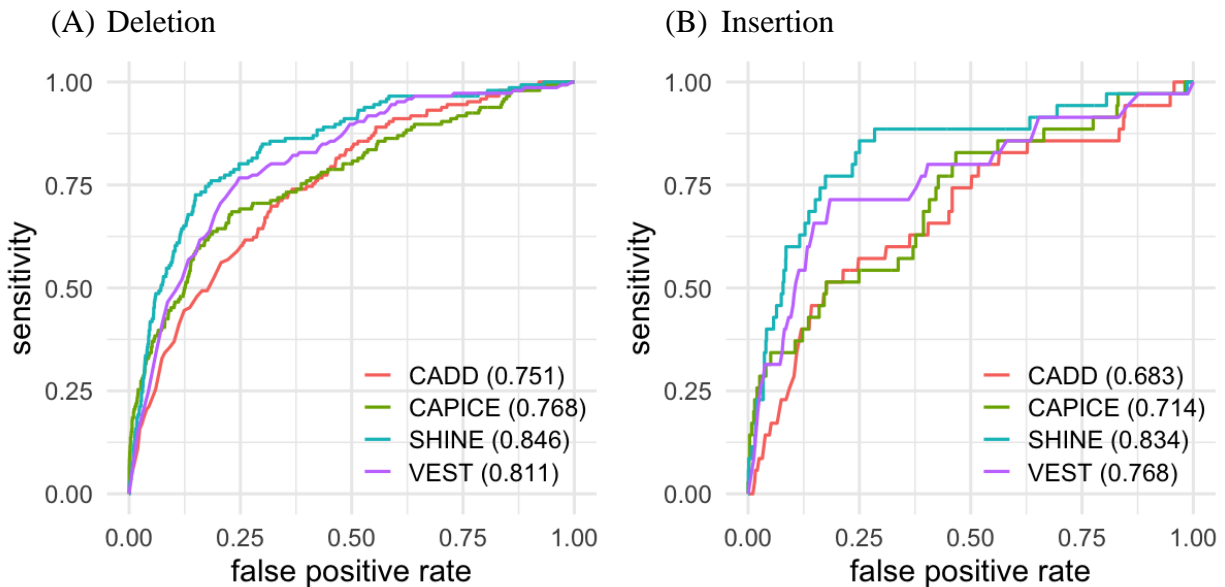 (A) Deletion
1.00
0.75
0.50
0.25
0.00
sensitivity
CADD (0.751)
CAPICE (0.768)
SHINE (0.846)
VEST (0.811)
0.00 0.25 0.50 0.75 1.00
false positive rate
(B) Insertion
1.00
0.75
0.50
0.25
0.00
sensitivity
CADD (0.683)
CAPICE (0.714)
SHINE (0.834)
VEST (0.768)
0.00 0.25 0.50 0.75 1.00
false positive rate